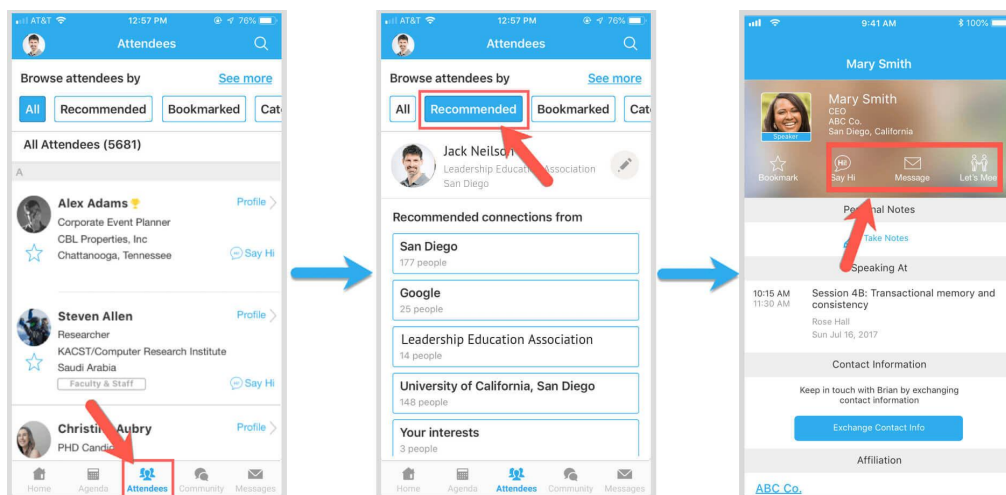 AT&T 12:57 PM 76%
Attendees
Browse attendees by See more
All Recommended Bookmarked Cat
All Attendees (5681)
A
Alex Adams Profile
Corporate Event Planner
CBL Properties, Inc
Chattanooga, Tennessee Say Hi
Steven Allen Profile
Researcher
KACST/Computer Research Institute
Saudi Arabia
Faculty & Staff Say Hi
Christine Aubry Profile
PHD Candid
Home Agenda Attendees Community Messages
AT&T 12:57 PM 76%
Attendees
Browse attendees by See more
All Recommended Bookmarked Cat
Jack Neilson
Leadership Education Association
San Diego
Recommended connections from
San Diego
177 people
Google
25 people
Leadership Education Association
14 people
University of California, San Diego
148 people
Your interests
3 people
Home Agenda Attendees Community Messages
9:41 AM 100%
Mary Smith
Mary Smith
CEO
ABC Co.
San Diego, California
Speaker
Hi!
Bookmark Say Hi Message Let's Mee
Personal Notes
Take Notes
Speaking At
10:15 AM Session 4B: Transactional memory and
11:30 AM consistency
Rose Hall
Sun Jul 16, 2017
Contact Information
Keep in touch with Brian by exchanging
contact information
Exchange Contact Info
Affiliation
ABC Co.